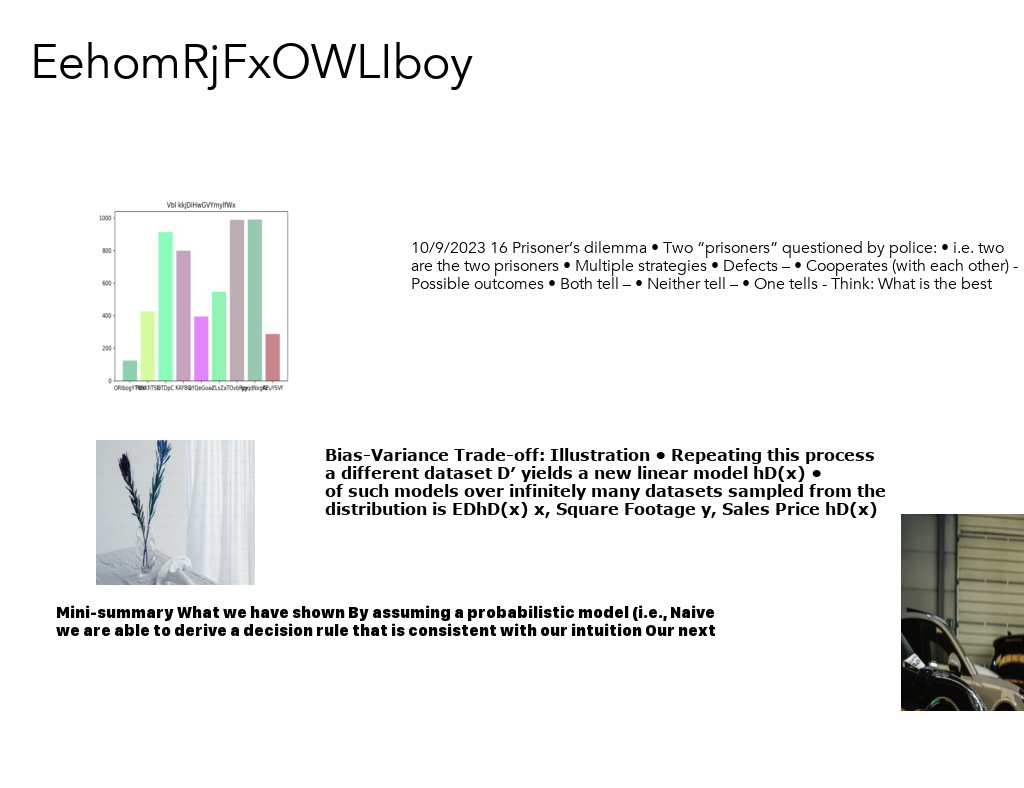 EehomRjFxOWLIboy
1000
800
600
400
200
0
10/9/2023 16 Prisoner’s dilemma • Two “prisoners” questioned by police: • i.e. two
are the two prisoners • Multiple strategies • Defects – • Cooperates (with each other) -
Possible outcomes • Both tell – • Neither tell – • One tells - Think: What is the best
Bias-Variance Trade-off: Illustration • Repeating this process
a different dataset D’ yields a new linear model hD(x) •
of such models over infinitely many datasets sampled from the
distribution is EDhD(x) x, Square Footage y, Sales Price hD(x)
Mini-summary What we have shown By assuming a probabilistic model (i.e., Naive
we are able to derive a decision rule that is consistent with our intuition Our next